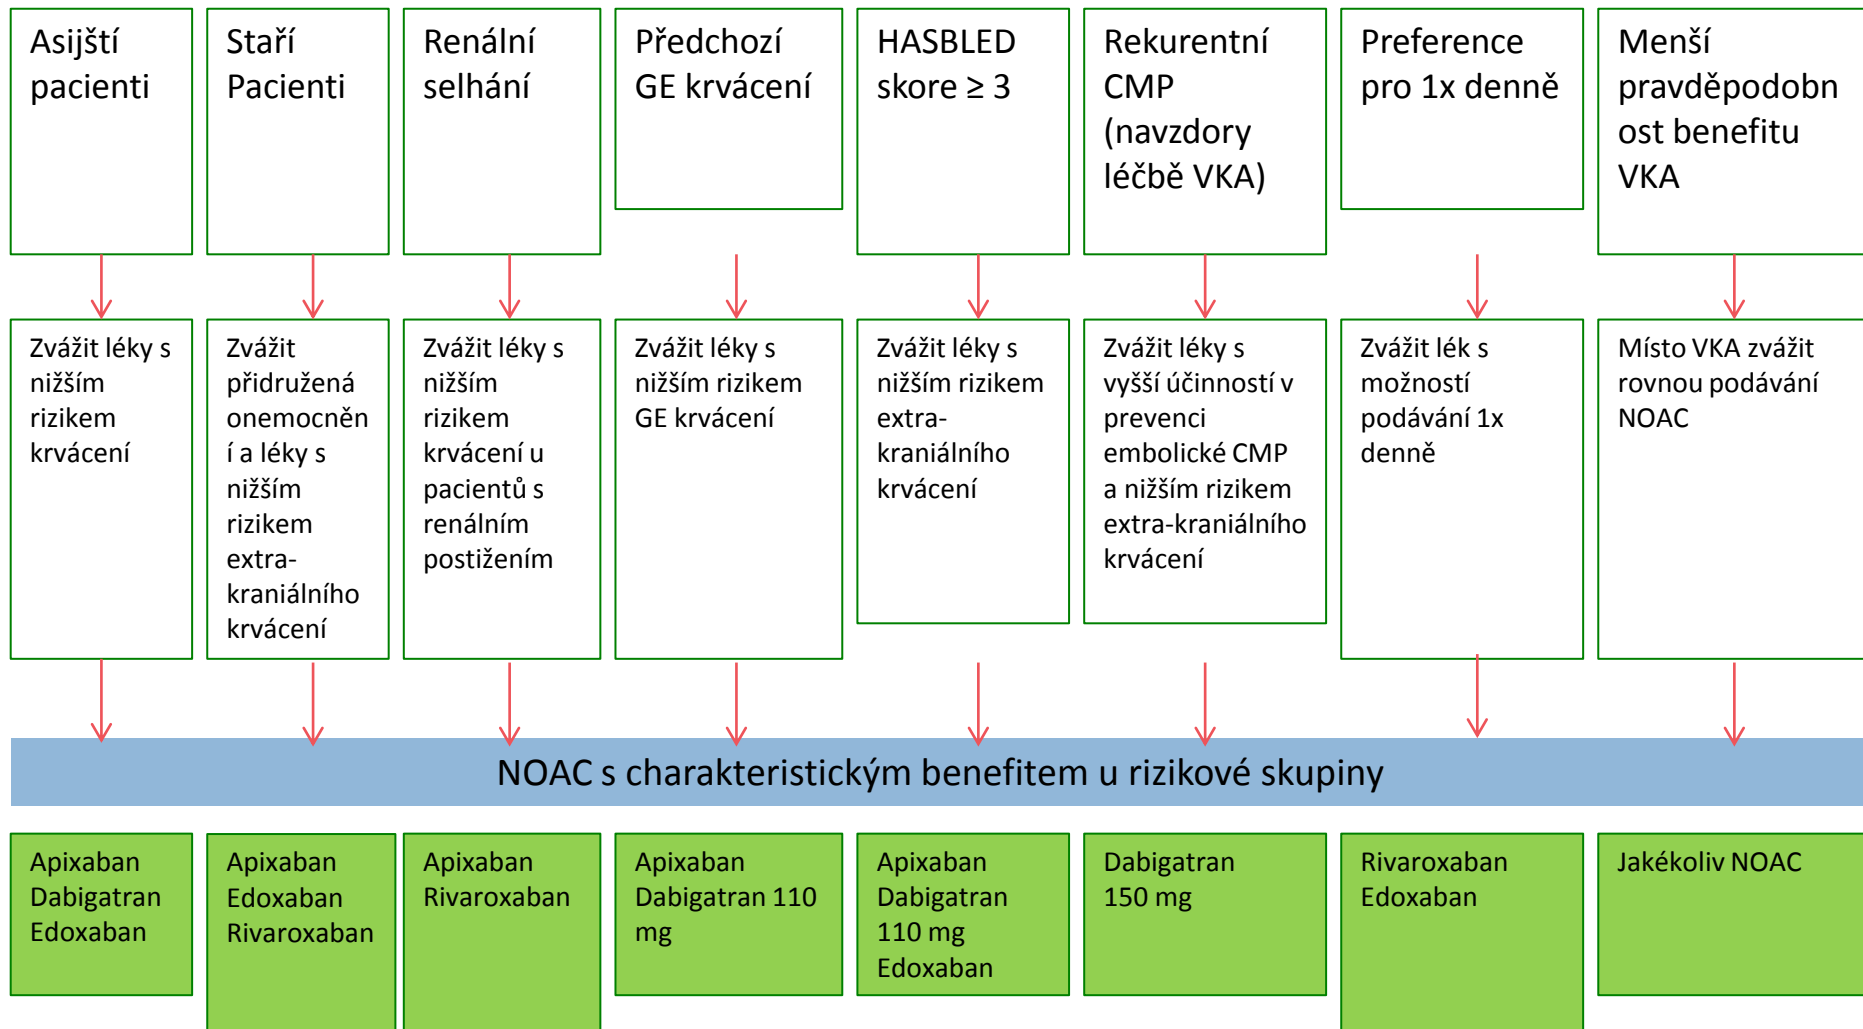 Asijští
pacienti
Staří
Pacienti
Renální
selhání
Předchozí
GE krvácení
HASBLED
skore ≥ 3
Rekurentní
CMP
(navzdory
léčbě VKA)
Preference
pro 1x denně
Menší
pravděpodobn
ost benefitu
VKA
Zvážit léky s
nižším
rizikem
krvácení
Zvážit
přidružená
onemocněn
í a léky s
nižším
rizikem
extra-
kraniálního
krvácení
Zvážit léky s
nižším
rizikem
krvácení u
pacientů s
renálním
postižením
Zvážit léky s
nižším rizikem
GE krvácení
Zvážit léky s
nižším rizikem
extra-
kraniálního
krvácení
Zvážit léky s
vyšší účinností v
prevenci
embolické CMP
a nižším rizikem
extra-kraniálního
krvácení
Zvážit lék s
možností
podávání 1x
denně
Místo VKA zvážit
rovnou podávání
NOAC
NOAC s charakteristickým benefitem u rizikové skupiny
Apixaban
Dabigatran
Edoxaban
Apixaban
Edoxaban
Rivaroxaban
Apixaban
Rivaroxaban
Apixaban
Dabigatran 110
mg
Apixaban
Dabigatran
110 mg
Edoxaban
Dabigatran
150 mg
Rivaroxaban
Edoxaban
Jakékoliv NOAC